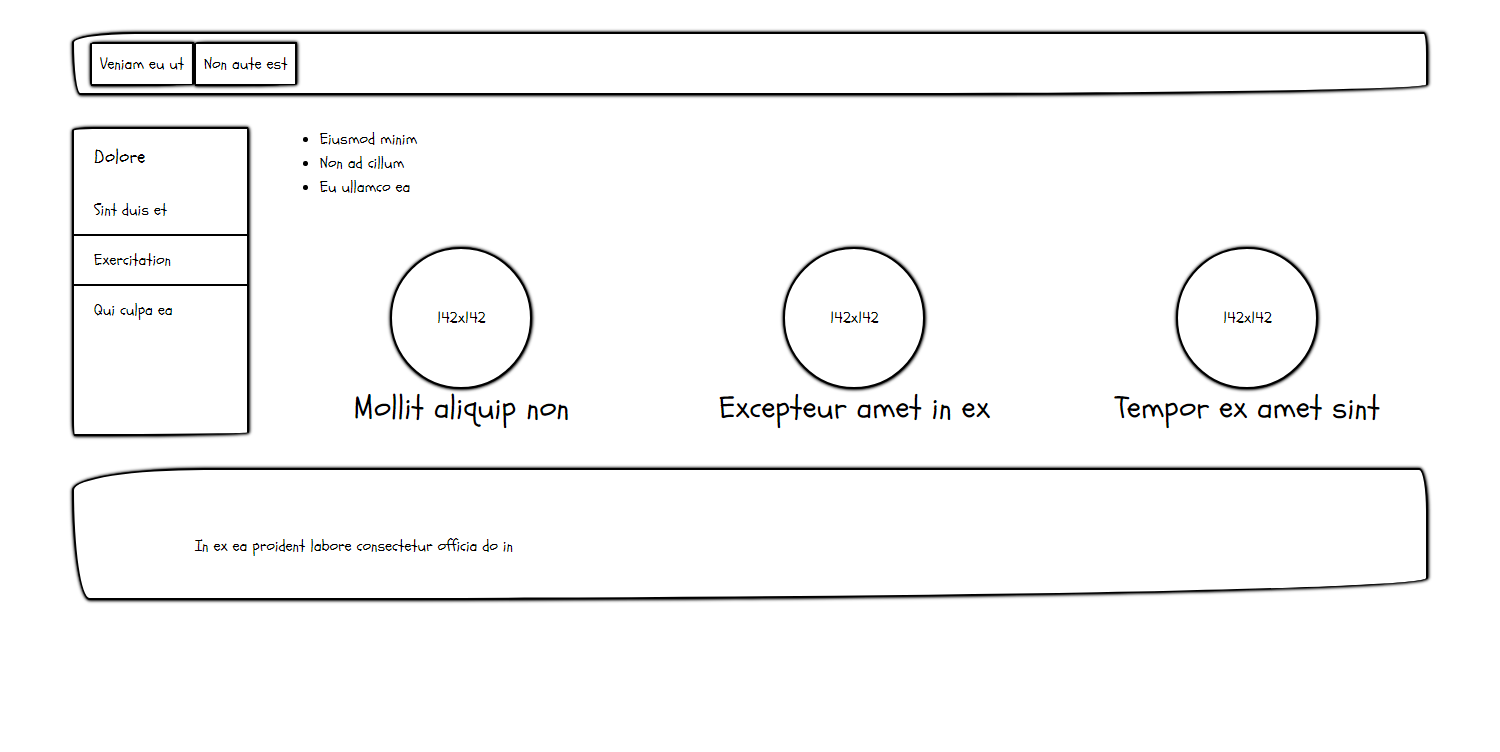 Veniam eu ut
Non aute est
Dolore
Sint duis et
Exercitation
Qui culpa ea
Eiusmod minim
Non ad cillum
Eu ullamco ea
142x142
Mollit aliquip non
142x142
Excepteur amet in ex
142x142
Tempor ex amet sint
In ex ea proident labore consectetur officia do in